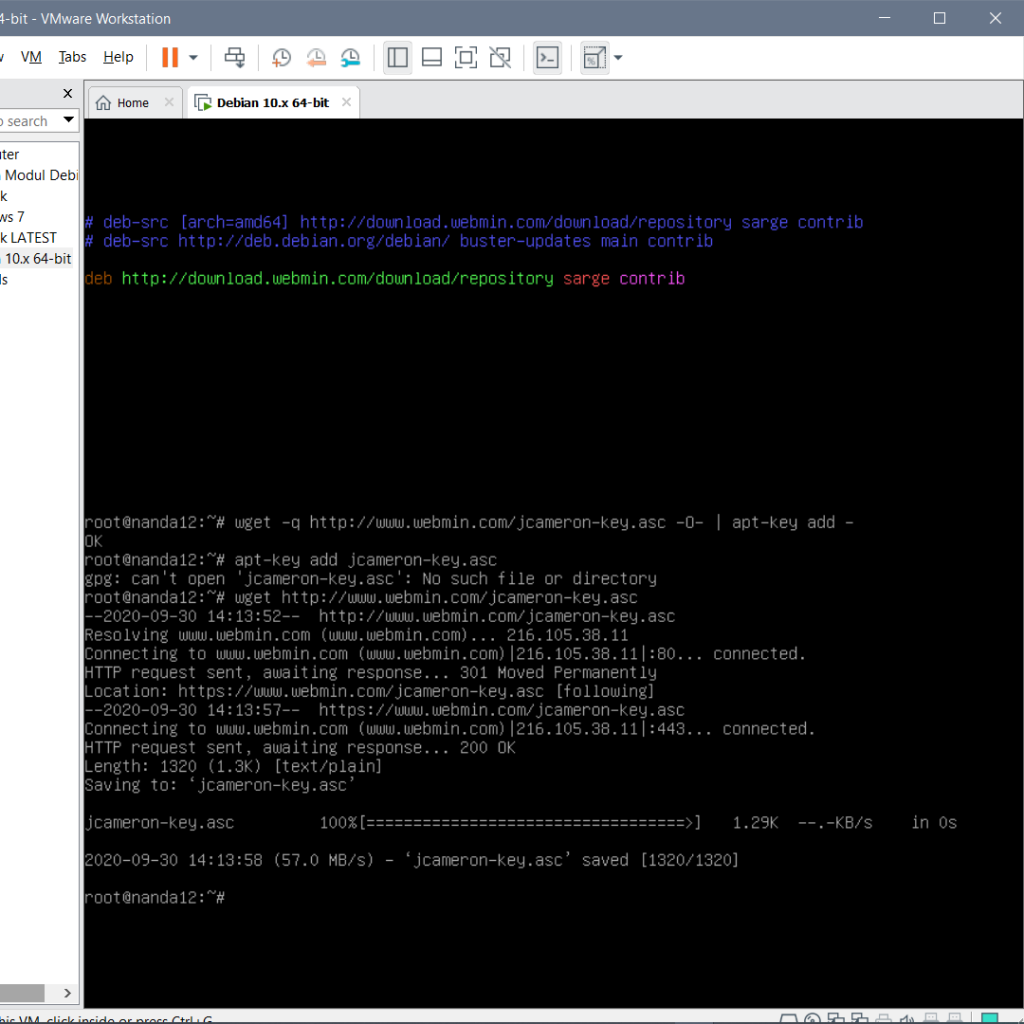 4-bit - VMware Workstation
VM Tabs Help
Home
Debian 10.x 64-bit
search
Modul Debi
ws 7
k LATEST
10.x 64-bit
# deb-src [arch=amd64] http://download.webmin.com/download/repository sarge contrib
# deb-src http://deb.debian.org/debian/ buster-updates main contrib
deb http://download.webmin.com/download/repository sarge contrib
root@nanda12:~# wget -q http://www.webmin.com/jcameron-key.asc -O- | apt-key add -
OK
root@nanda12:~# apt-key add jcameron-key.asc
gpg: can't open 'jcameron-key.asc': No such file or directory
root@nanda12:~# wget http://www.webmin.com/jcameron-key.asc
--2020-09-30 14:13:52--  http://www.webmin.com/jcameron-key.asc
Resolving www.webmin.com (www.webmin.com)... 216.105.38.11
Connecting to www.webmin.com (www.webmin.com)|216.105.38.11|:80... connected.
HTTP request sent, awaiting response... 301 Moved Permanently
Location: https://www.webmin.com/jcameron-key.asc [following]
--2020-09-30 14:13:57--  https://www.webmin.com/jcameron-key.asc
Connecting to www.webmin.com (www.webmin.com)|216.105.38.11|:443... connected.
HTTP request sent, awaiting response... 200 OK
Length: 1320 (1.3K) [text/plain]
Saving to: ‘jcameron-key.asc’
jcameron-key.asc 100%[==================================>] 1.29K --.-KB/s in 0s
2020-09-30 14:13:58 (57.0 MB/s) - ‘jcameron-key.asc’ saved [1320/1320]
root@nanda12:~#
his VM, click inside or press Ctrl+G